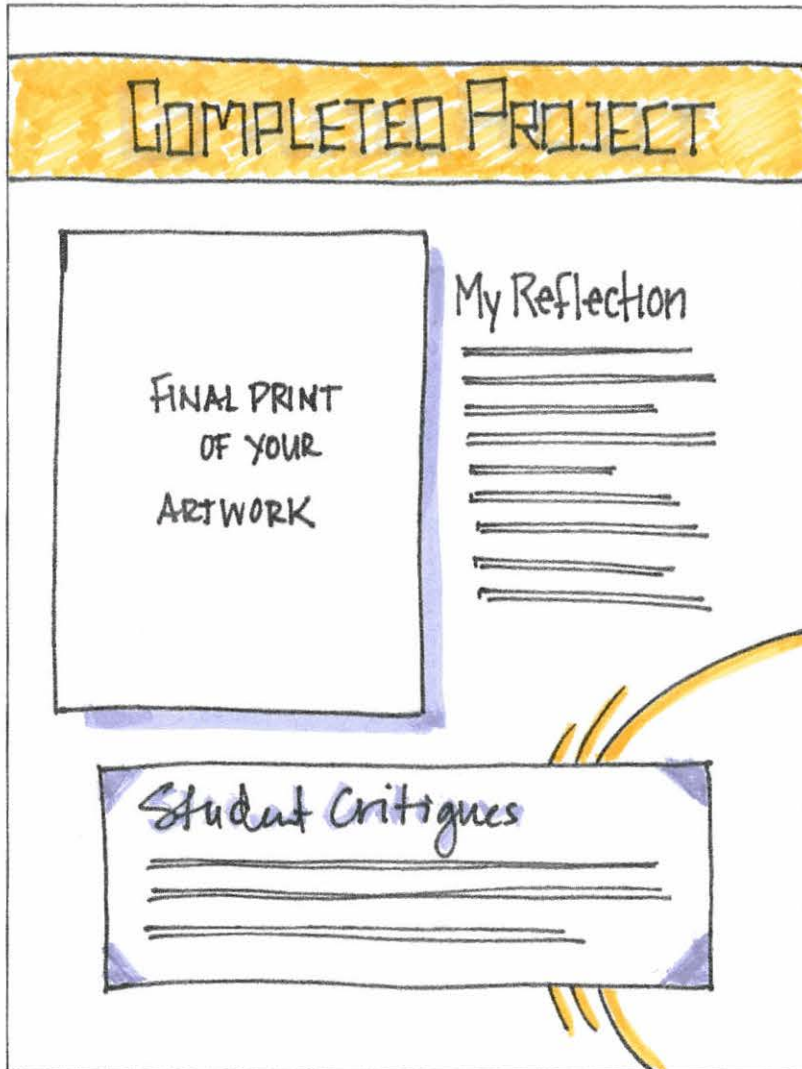 COMPLETED PROJECT
FINAL PRINT
OF YOUR
ARTWORK
My Reflection
Student Critiques